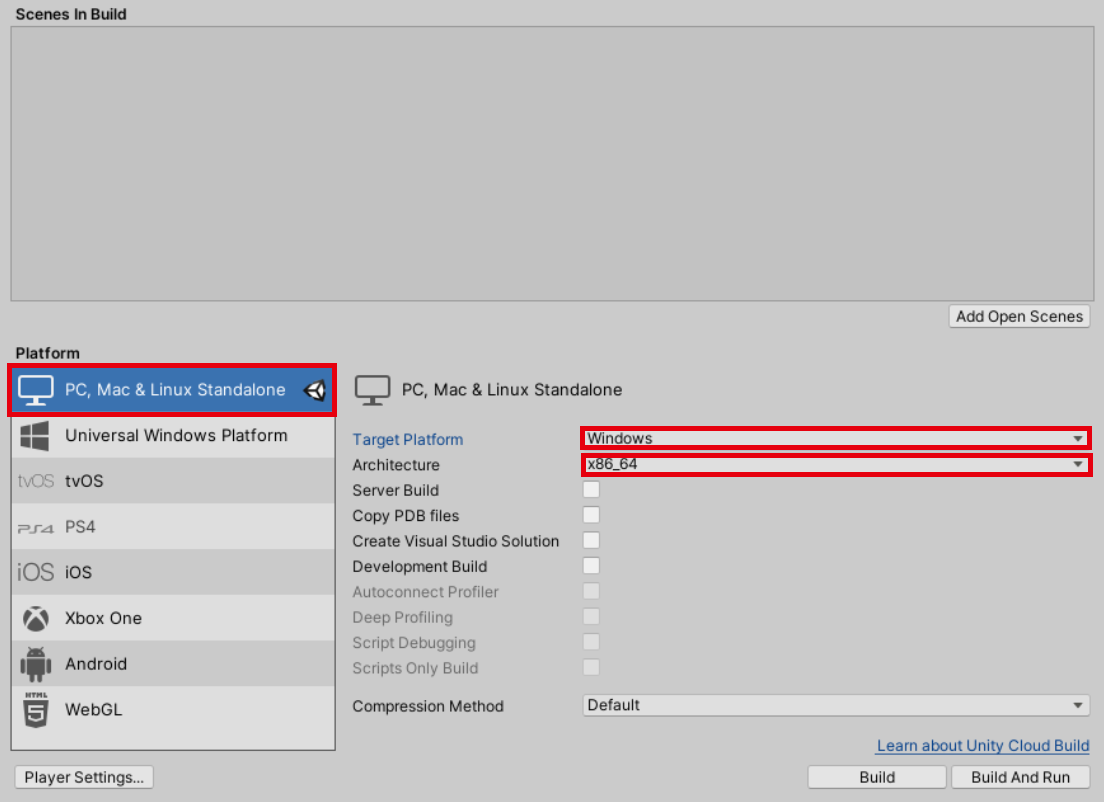 Scenes In Build
Add Open Scenes
Platform
PC, Mac & Linux Standalone
Universal Windows Platform
tvOS tvOS
PS4 PS4
iOS iOS
Xbox One
Android
HTML 5 WebGL
PC, Mac & Linux Standalone
Target Platform Windows
Architecture x86_64
Server Build
Copy PDB files
Create Visual Studio Solution
Development Build
Autoconnect Profiler
Deep Profiling
Script Debugging
Scripts Only Build
Compression Method Default
Learn about Unity Cloud Build
Player Settings... Build Build And Run